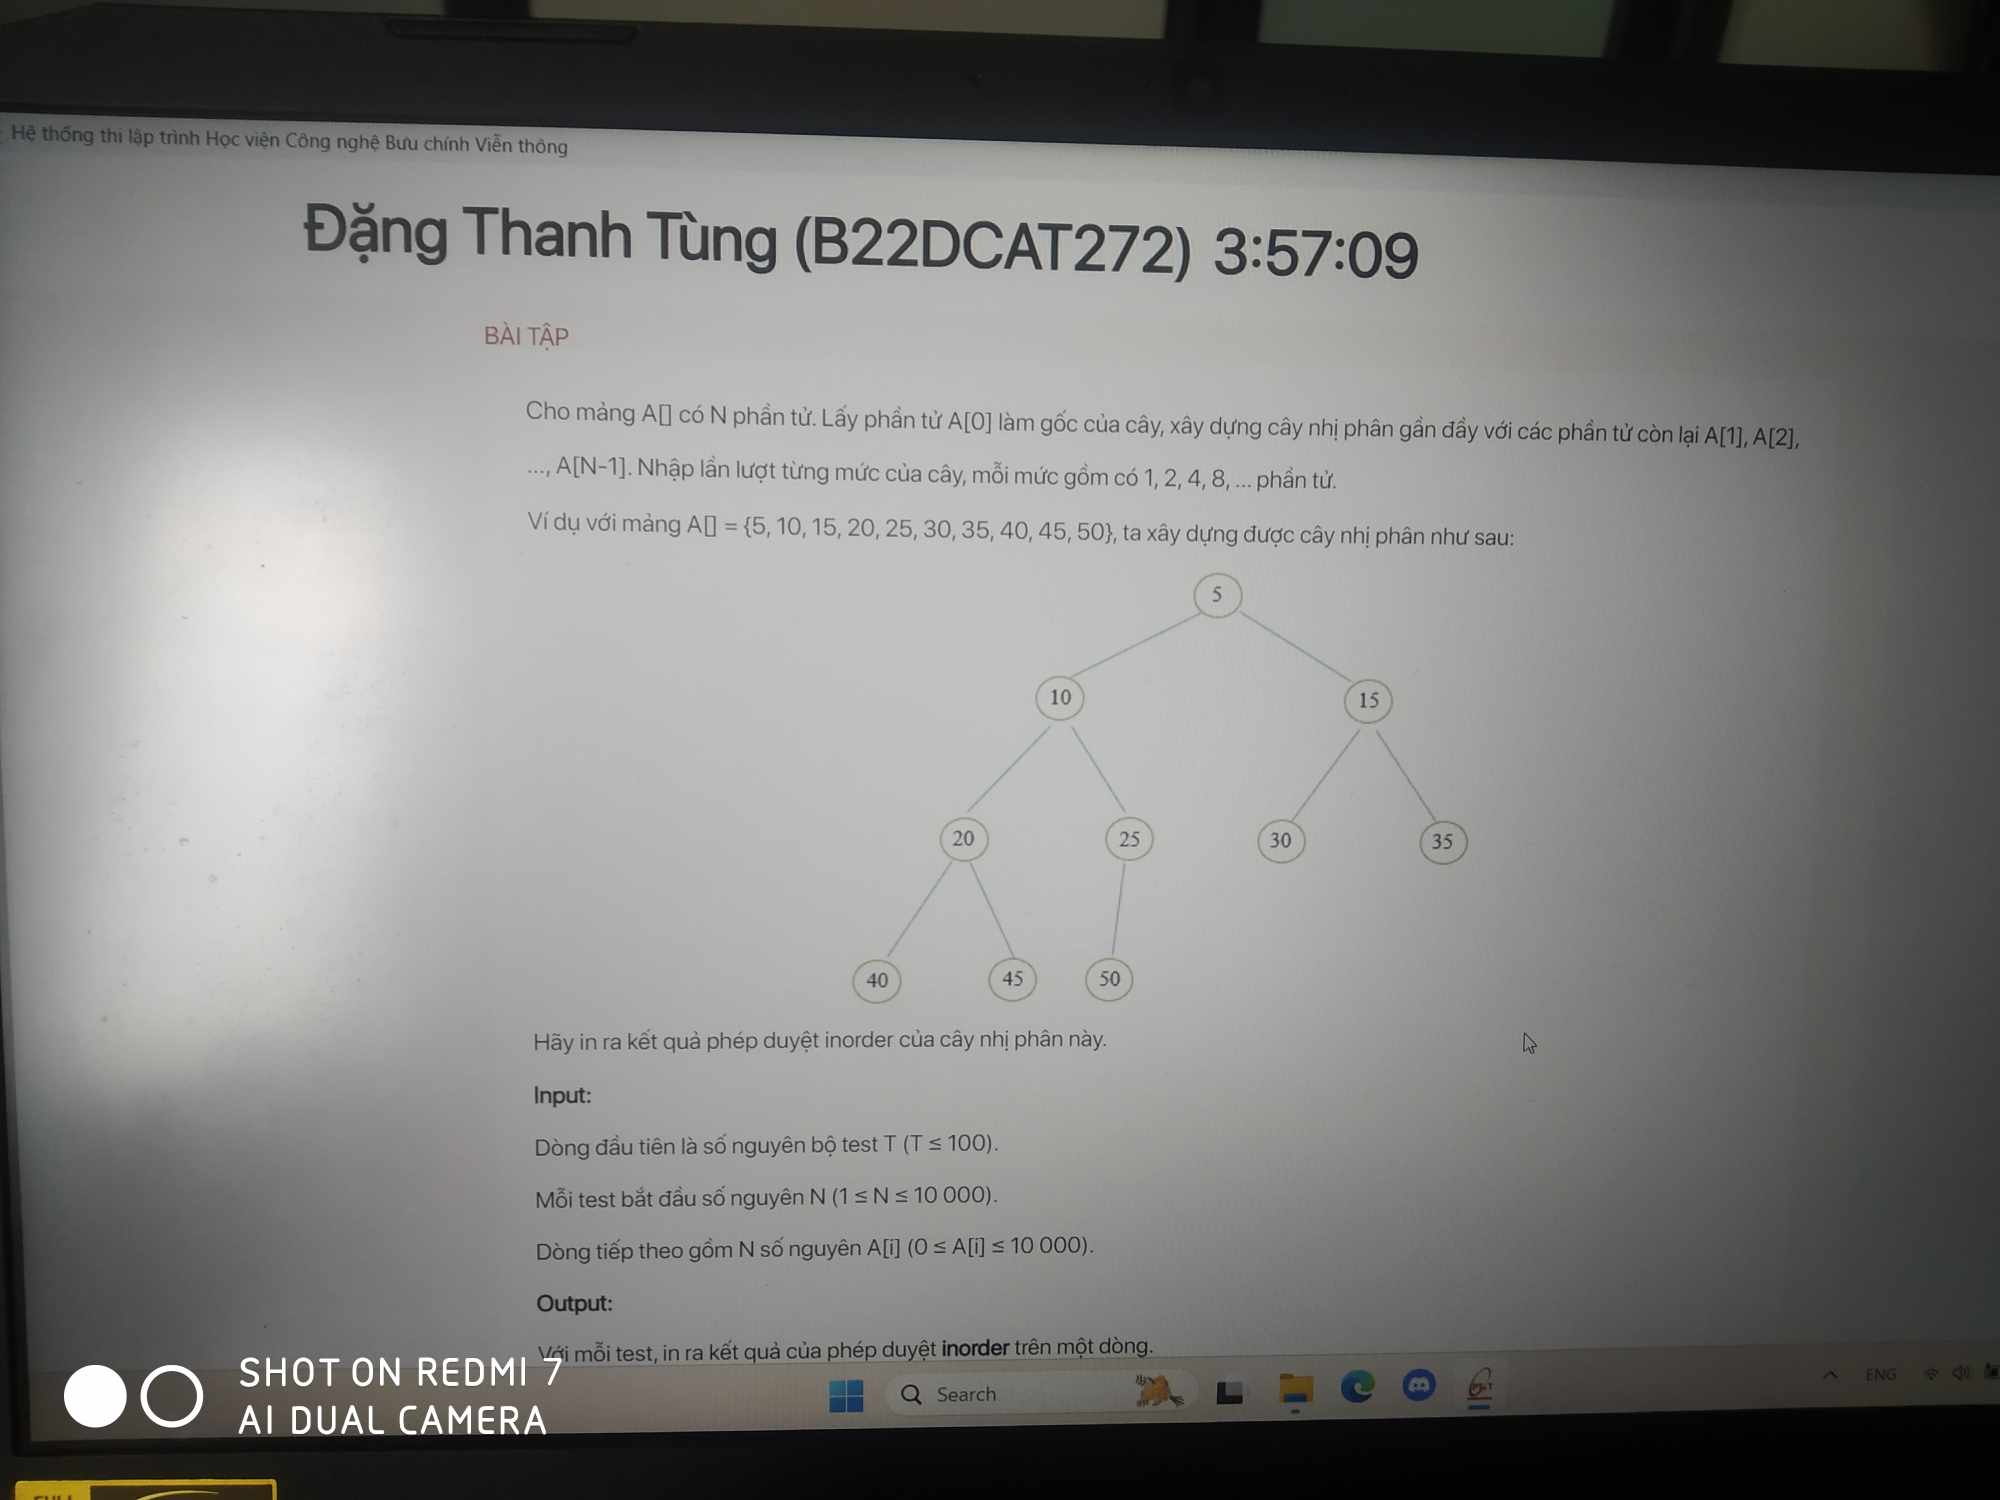 Hệ thống thi lập trình Học viện Công nghệ Bưu chính Viễn thông
Đặng Thanh Tùng (B22DCAT272) 3:57:09
BÀI TẬP
Cho mảng A[] có N phần tử. Lấy phần tử A[0] làm gốc của cây, xây dựng cây nhị phân gần đầy với các phần tử còn lại A[1], A[2],
..., A[N-1]. Nhập lần lượt từng mức của cây, mỗi mức gồm có 1, 2, 4, 8, ... phần tử.
Ví dụ với mảng A[] = {5, 10, 15, 20, 25, 30, 35, 40, 45, 50}, ta xây dựng được cây nhị phân như sau:
5
10 15
20 25 30 35
40 45 50
Hãy in ra kết quả phép duyệt inorder của cây nhị phân này.
Input:
Dòng đầu tiên là số nguyên bộ test T (T ≤ 100).
Mỗi test bắt đầu số nguyên N (1 ≤ N ≤ 10 000).
Dòng tiếp theo gồm N số nguyên A[i] (0 ≤ A[i] ≤ 10 000).
Output:
Với mỗi test, in ra kết quả của phép duyệt inorder trên một dòng.
Search
ENG
SHOT ON REDMI 7
AI DUAL CAMERA